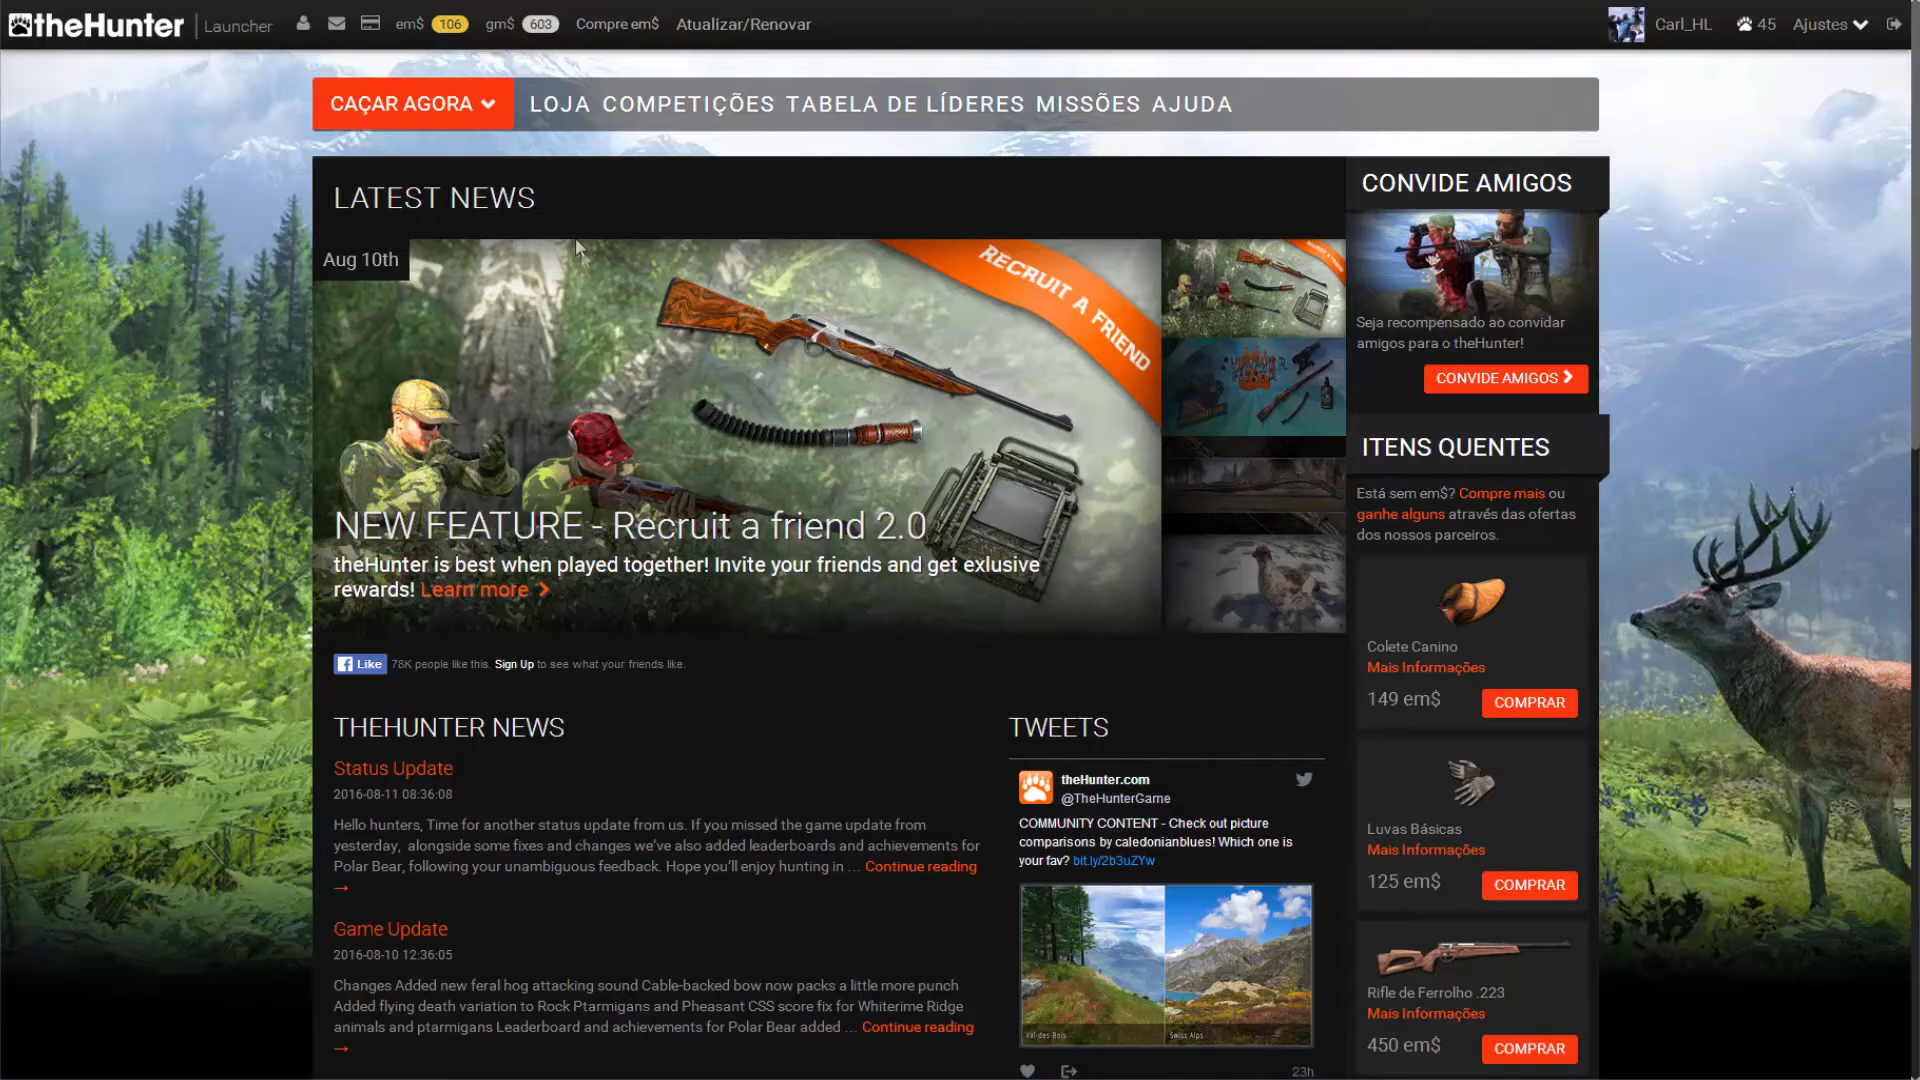 theHunter Launcher em$ 106 gm$ 603 Compre em$ Atualizar/Renovar Carl_HL 45 Ajustes
CAÇAR AGORA LOJA COMPETIÇÕES TABELA DE LÍDERES MISSÕES AJUDA
LATEST NEWS
Aug 10th
RECRUIT A FRIEND
NEW FEATURE - Recruit a friend 2.0
theHunter is best when played together! Invite your friends and get exlusive
rewards! Learn more
Like 78K people like this. Sign Up to see what your friends like.
THEHUNTER NEWS
Status Update
2016-08-11 08:36:08
Hello hunters, Time for another status update from us. If you missed the game update from
yesterday, alongside some fixes and changes we've also added leaderboards and achievements for
Polar Bear, following your unambiguous feedback. Hope you'll enjoy hunting in … Continue reading
→
Game Update
2016-08-10 12:36:05
Changes Added new feral hog attacking sound Cable-backed bow now packs a little more punch
Added flying death variation to Rock Ptarmigans and Pheasant CSS score fix for Whiterime Ridge
animals and ptarmigans Leaderboard and achievements for Polar Bear added … Continue reading
→
TWEETS
theHunter.com
@TheHunterGame
COMMUNITY CONTENT - Check out picture
comparisons by caledonianblues! Which one is
your fav? bit.ly/2b3uZYw
Val-des-Bois
Swiss Alps
23h
CONVIDE AMIGOS
Seja recompensado ao convidar
amigos para o theHunter!
CONVIDE AMIGOS
ITENS QUENTES
Está sem em$? Compre mais ou
ganhe alguns através das ofertas
dos nossos parceiros.
Colete Canino
Mais Informações
149 em$ COMPRAR
Luvas Básicas
Mais Informações
125 em$ COMPRAR
Rifle de Ferrolho .223
Mais Informações
450 em$ COMPRAR